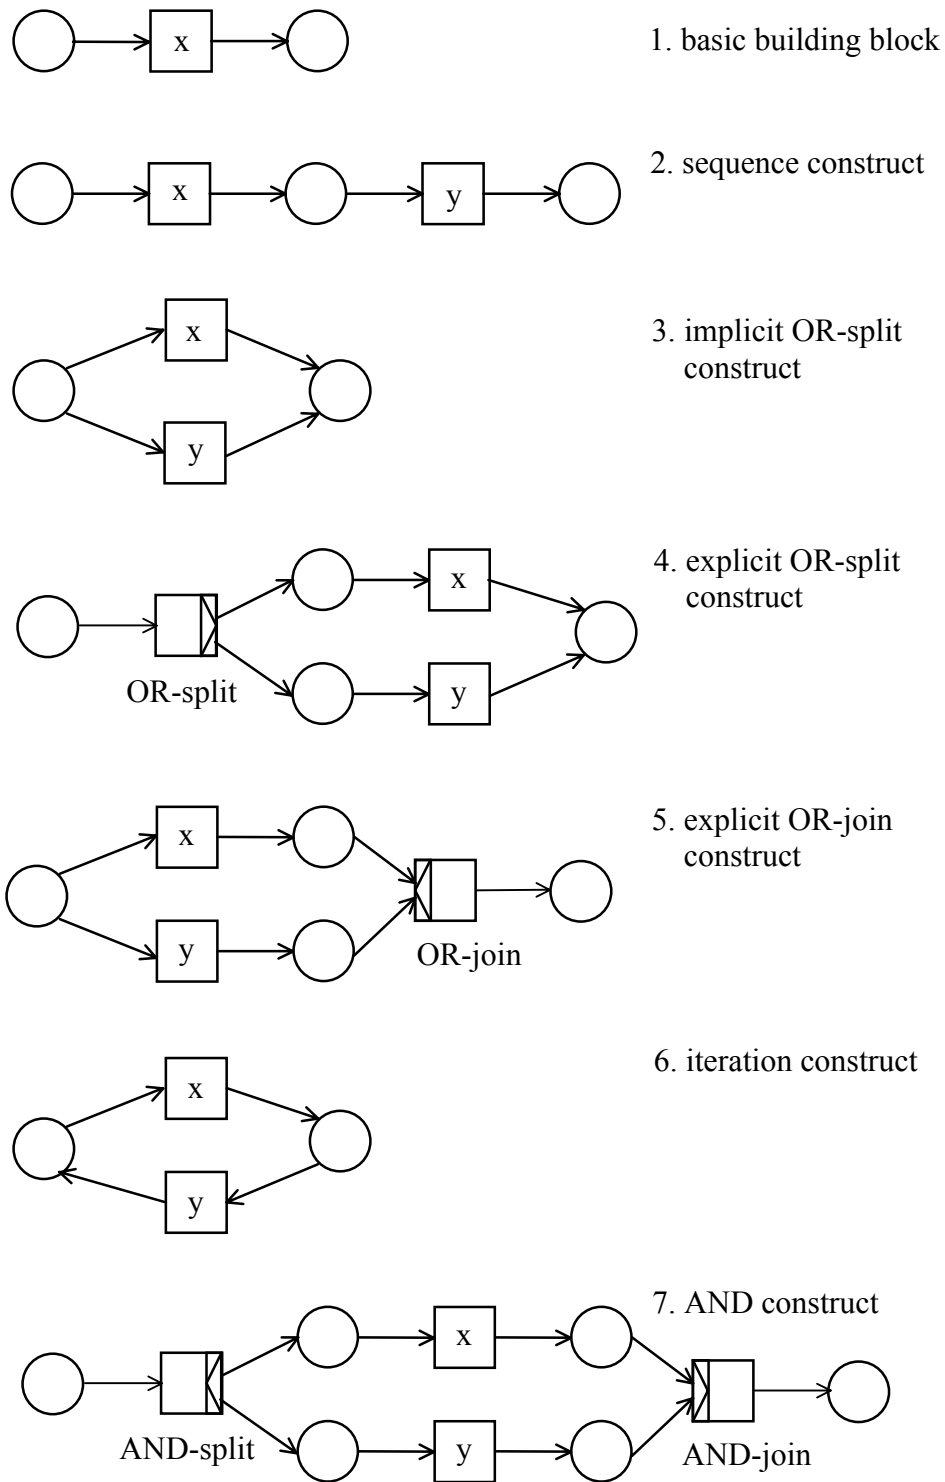 x
1. basic building block
x
y
2. sequence construct
x
y
3. implicit OR-split
construct
x
y
OR-split
4. explicit OR-split
construct
x
y
OR-join
5. explicit OR-join
construct
x
y
6. iteration construct
x
y
AND-split
AND-join
7. AND construct